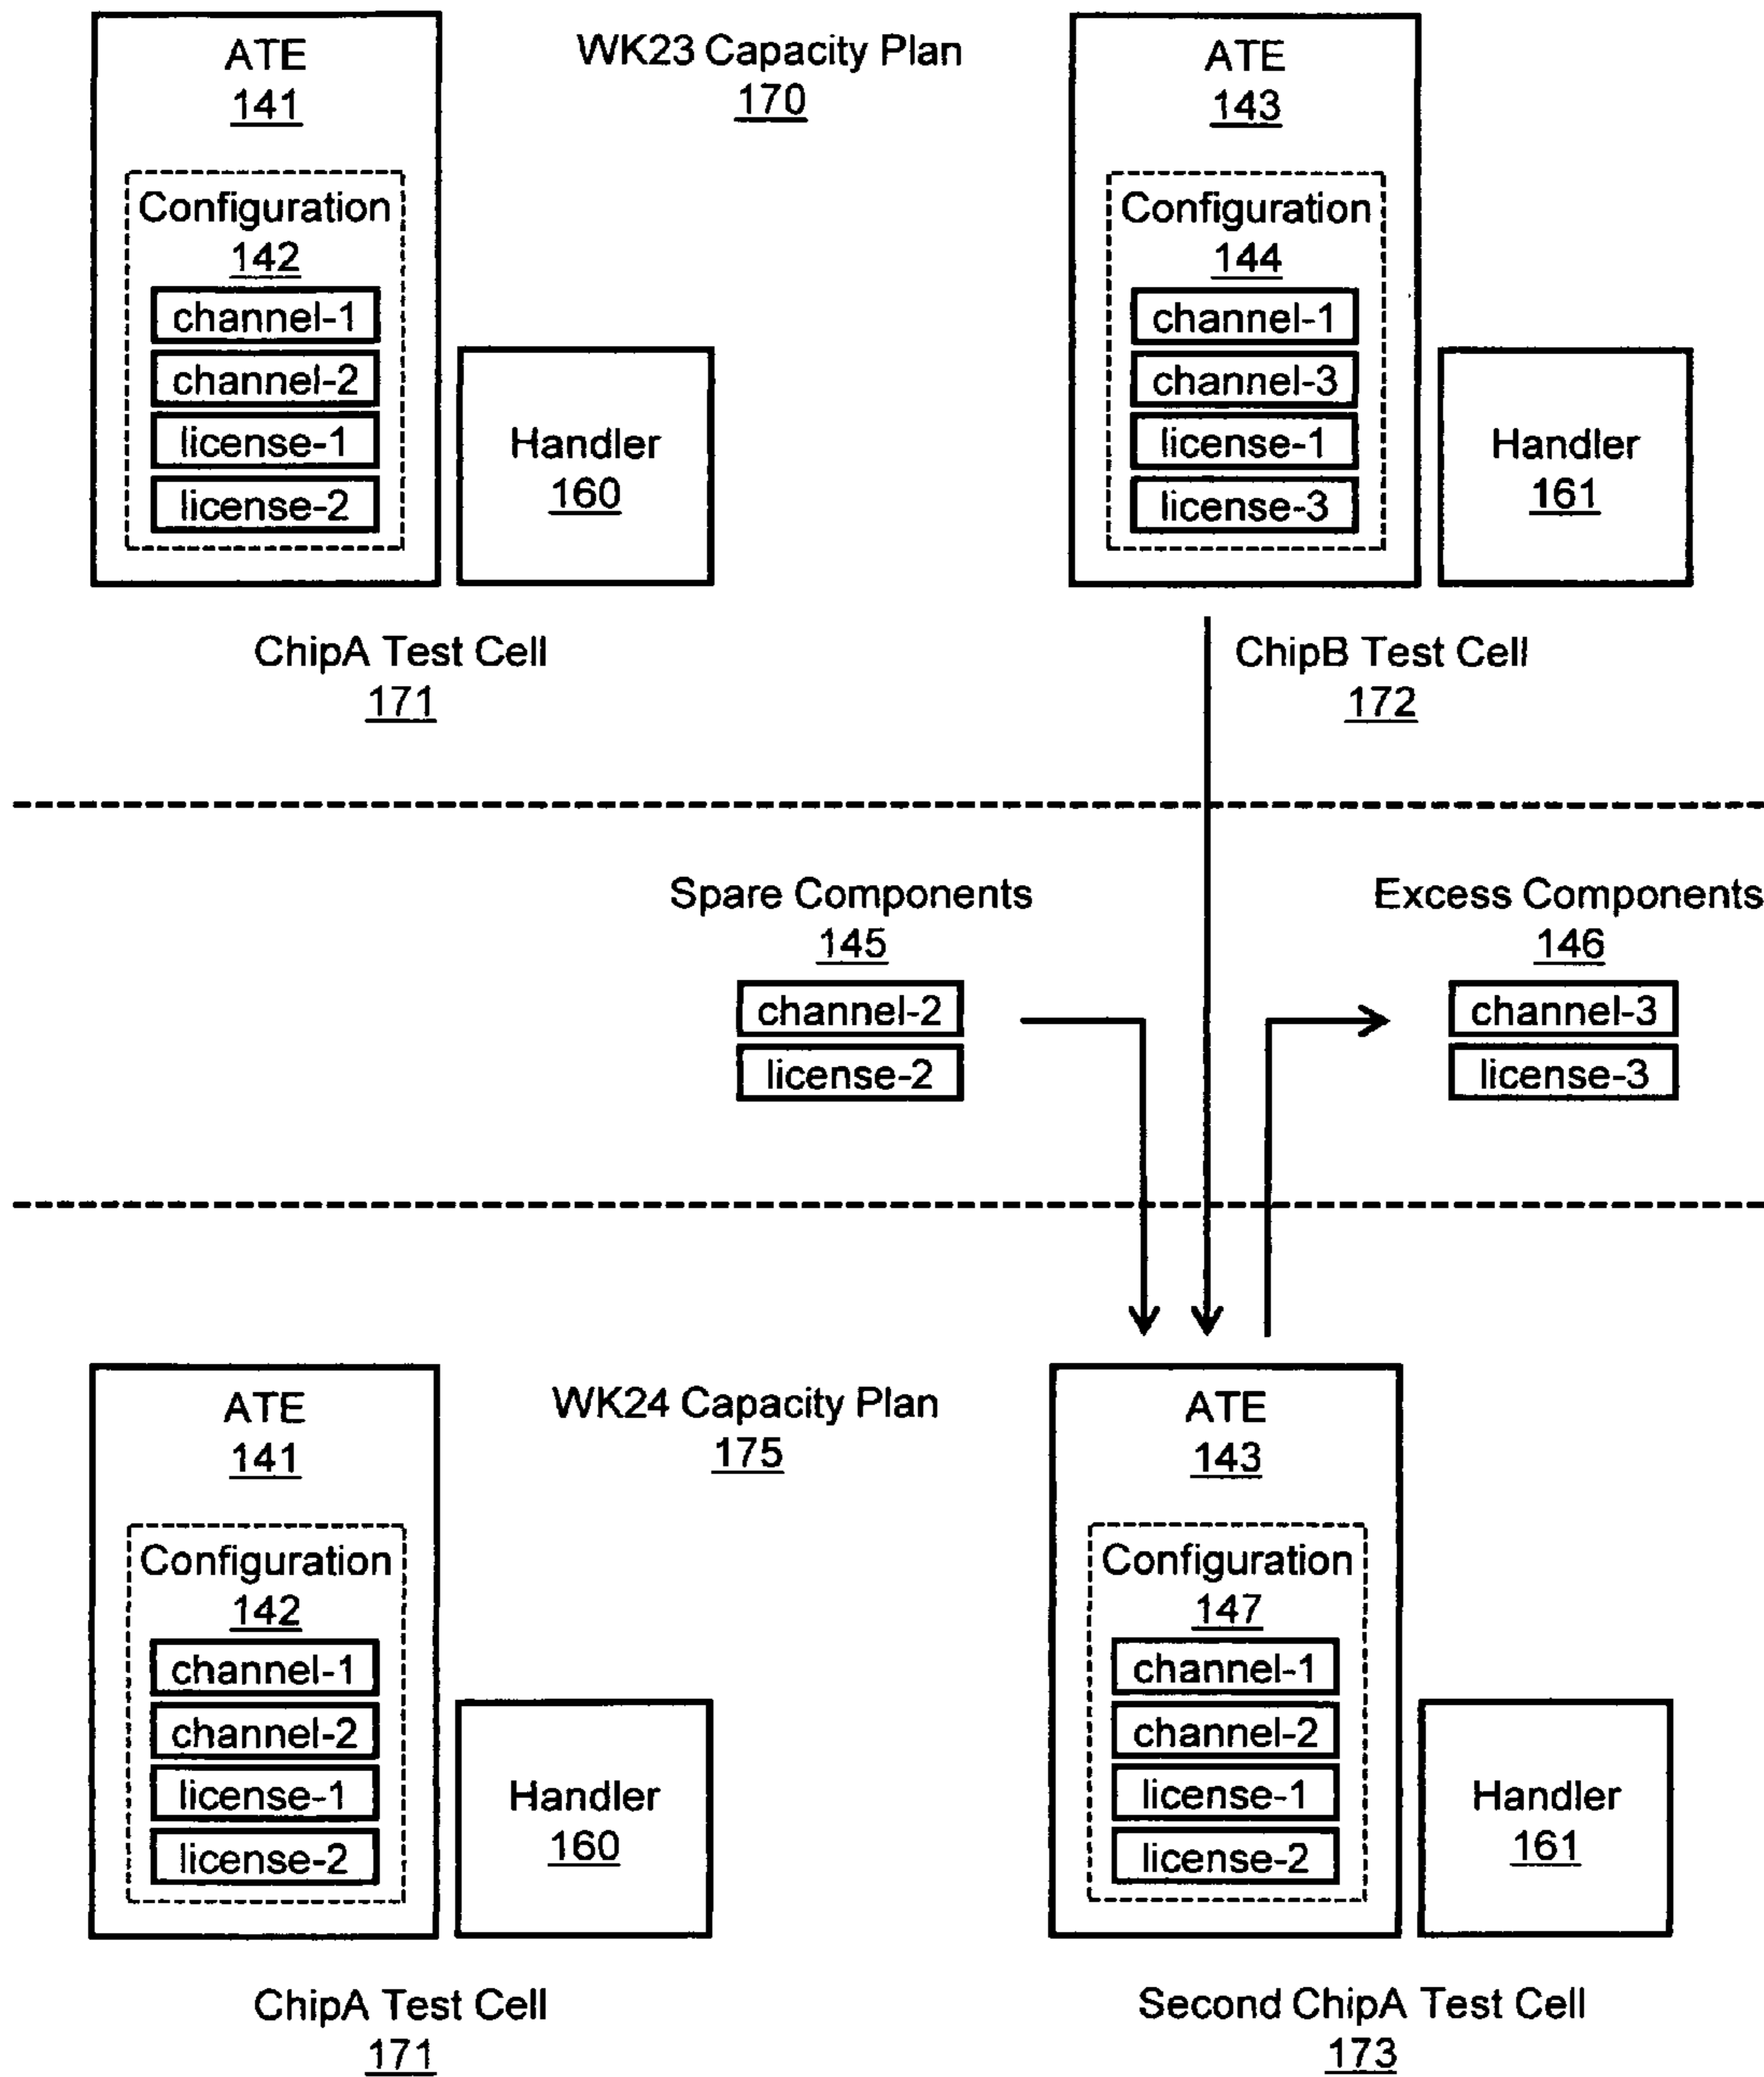 ATE
141
Configuration
142
channel-1
channel-2
license-1
license-2
Handler
160
ChipA Test Cell
171
WK23 Capacity Plan
170
ATE
143
Configuration
144
channel-1
channel-3
license-1
license-3
Handler
161
ChipB Test Cell
172
Spare Components
145
channel-2
license-2
Excess Components
146
channel-3
license-3
ATE
141
Configuration
142
channel-1
channel-2
license-1
license-2
Handler
160
ChipA Test Cell
171
WK24 Capacity Plan
175
ATE
143
Configuration
147
channel-1
channel-2
license-1
license-2
Handler
161
Second ChipA Test Cell
173